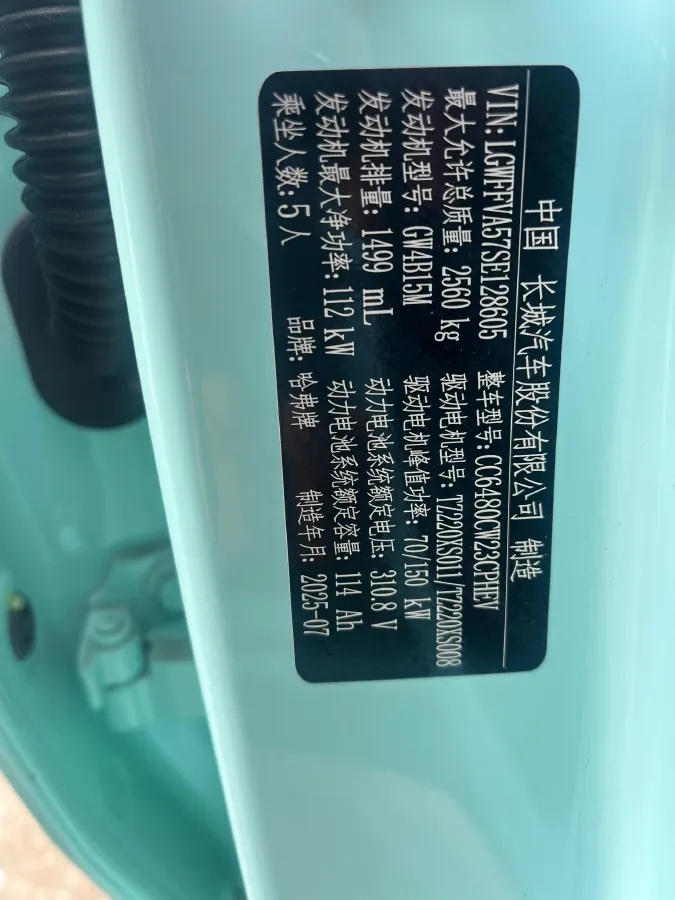 中国 长城汽车股份有限公司 制造
VIN: LGWFFVA57SE128605 整车型号: CC6480CW23CPHEV
最大允许总质量: 2560 kg 驱动电机型号: TZ220XS011/TZ220XS008
发动机型号: GW4B15M 驱动电机峰值功率: 70/150 kW
发动机排量: 1499 mL 动力电池系统额定电压: 310.8 V
发动机最大净功率: 112 kW 动力电池系统额定容量: 114 Ah
乘坐人数: 5人 品牌: 哈弗牌 制造年月: 2025-07